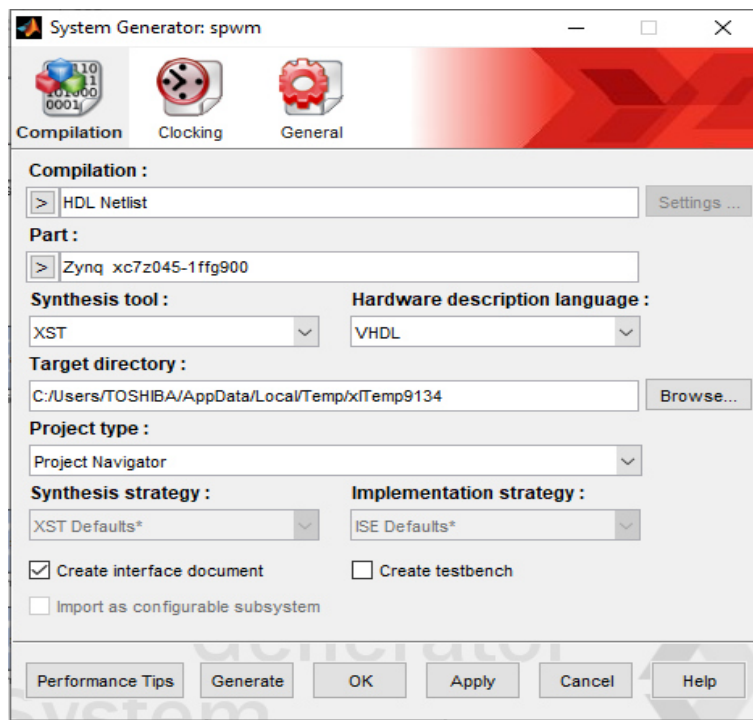 System Generator: spwm
Compilation Clocking General
Compilation :
> HDL Netlist Settings ...
Part :
> Zynq xc7z045-1ffg900
Synthesis tool : Hardware description language :
XST VHDL
Target directory :
C:/Users/TOSHIBA/AppData/Local/Temp/xlTemp9134 Browse...
Project type :
Project Navigator
Synthesis strategy : Implementation strategy :
XST Defaults* ISE Defaults*
Create interface document Create testbench
Import as configurable subsystem
Generator
Performance Tips Generate OK Apply Cancel Help
System